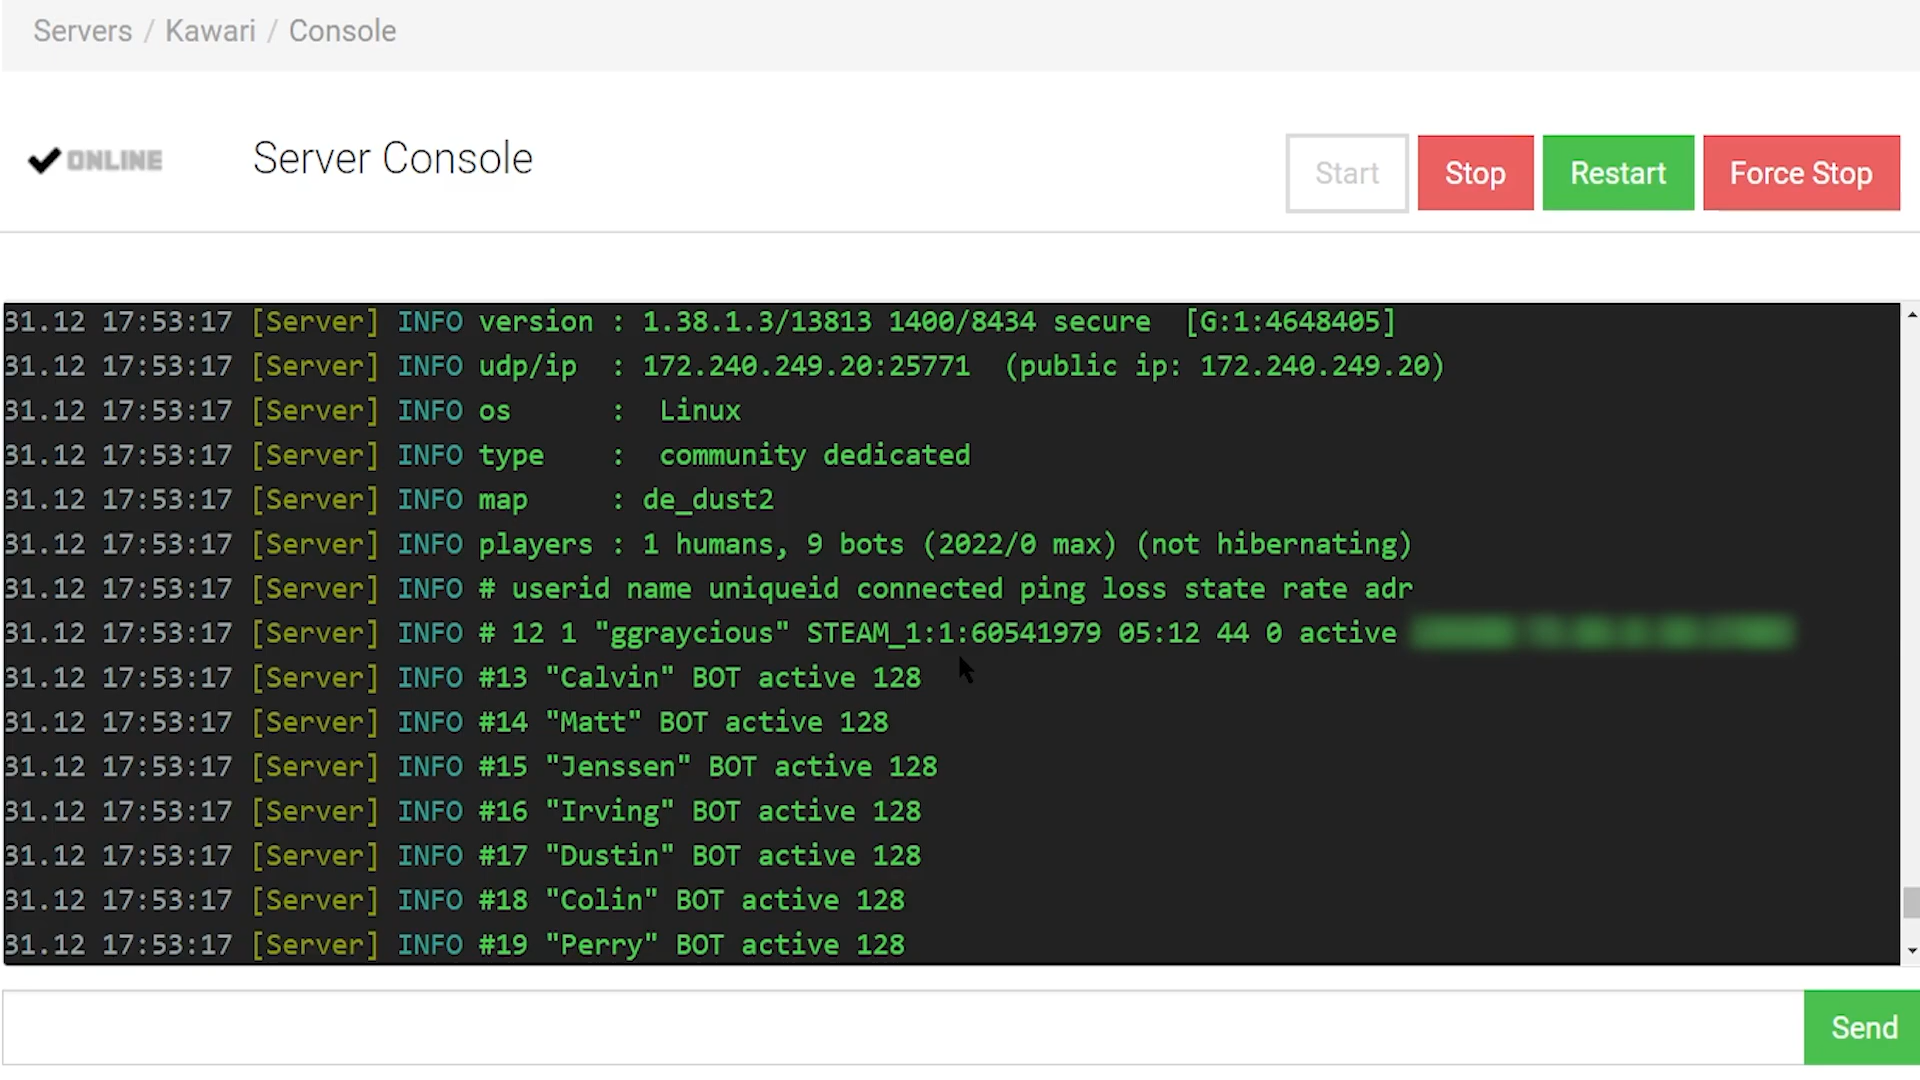 Servers / Kawari / Console
ONLINE
Server Console
Start
Stop
Restart
Force Stop
31.12 17:53:17 [Server] INFO version : 1.38.1.3/13813 1400/8434 secure  [G:1:4648405]
31.12 17:53:17 [Server] INFO udp/ip  : 172.240.249.20:25771  (public ip: 172.240.249.20)
31.12 17:53:17 [Server] INFO os      :  Linux
31.12 17:53:17 [Server] INFO type    :  community dedicated
31.12 17:53:17 [Server] INFO map     : de_dust2
31.12 17:53:17 [Server] INFO players : 1 humans, 9 bots (2022/0 max) (not hibernating)
31.12 17:53:17 [Server] INFO # userid name uniqueid connected ping loss state rate adr
31.12 17:53:17 [Server] INFO # 12 1 "ggraycious" STEAM_1:1:60541979 05:12 44 0 active
31.12 17:53:17 [Server] INFO #13 "Calvin" BOT active 128
31.12 17:53:17 [Server] INFO #14 "Matt" BOT active 128
31.12 17:53:17 [Server] INFO #15 "Jenssen" BOT active 128
31.12 17:53:17 [Server] INFO #16 "Irving" BOT active 128
31.12 17:53:17 [Server] INFO #17 "Dustin" BOT active 128
31.12 17:53:17 [Server] INFO #18 "Colin" BOT active 128
31.12 17:53:17 [Server] INFO #19 "Perry" BOT active 128
Send